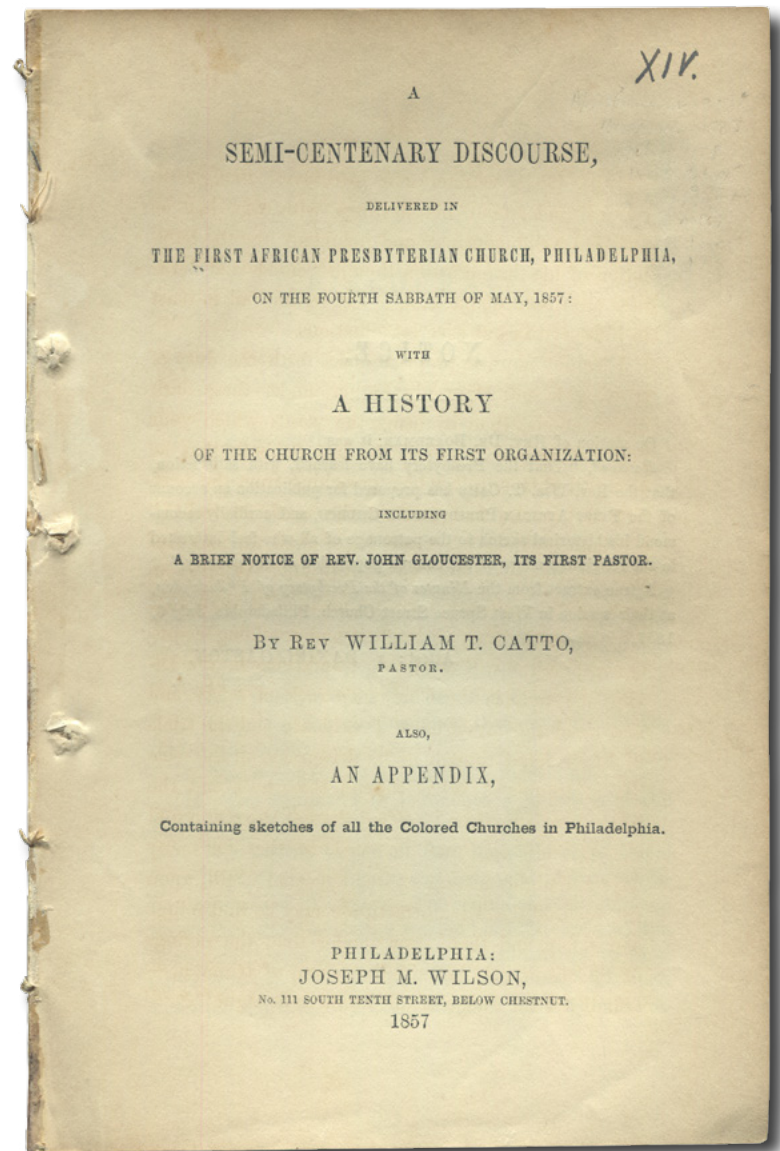 XIV.
A
SEMI-CENTENARY DISCOURSE,
DELIVERED IN
THE FIRST AFRICAN PRESBYTERIAN CHURCH, PHILADELPHIA,
ON THE FOURTH SABBATH OF MAY, 1857:
WITH
A HISTORY
OF THE CHURCH FROM ITS FIRST ORGANIZATION:
INCLUDING
A BRIEF NOTICE OF REV. JOHN GLOUCESTER, ITS FIRST PASTOR.
BY REV WILLIAM T. CATTO,
PASTOR.
ALSO,
AN APPENDIX,
Containing sketches of all the Colored Churches in Philadelphia.
PHILADELPHIA:
JOSEPH M. WILSON,
No. 111 SOUTH TENTH STREET, BELOW CHESTNUT.
1857